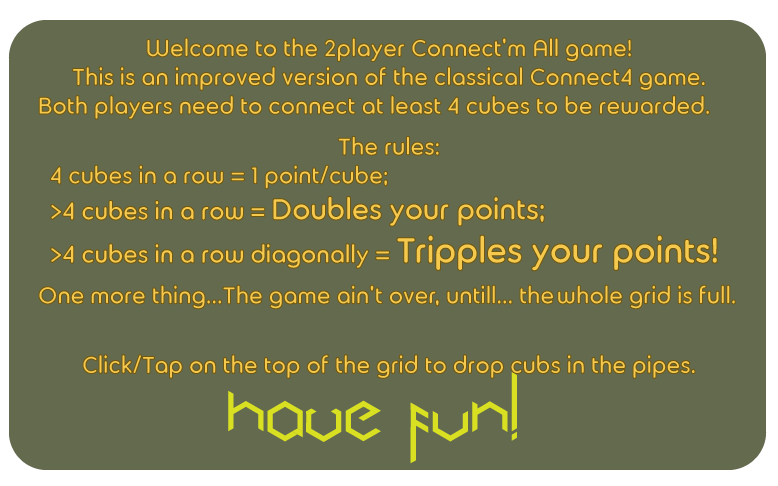 Welcome to the 2player Connect'm All game!
This is an improved version of the classical Connect4 game.
Both players need to connect at least 4 cubes to be rewarded.
The rules:
4 cubes in a row = 1 point/cube;
>4 cubes in a row = Doubles your points;
>4 cubes in a row diagonally = Tripples your points!
One more thing...The game ain't over, untill... the whole grid is full.
Click/Tap on the top of the grid to drop cubs in the pipes.
have fun!